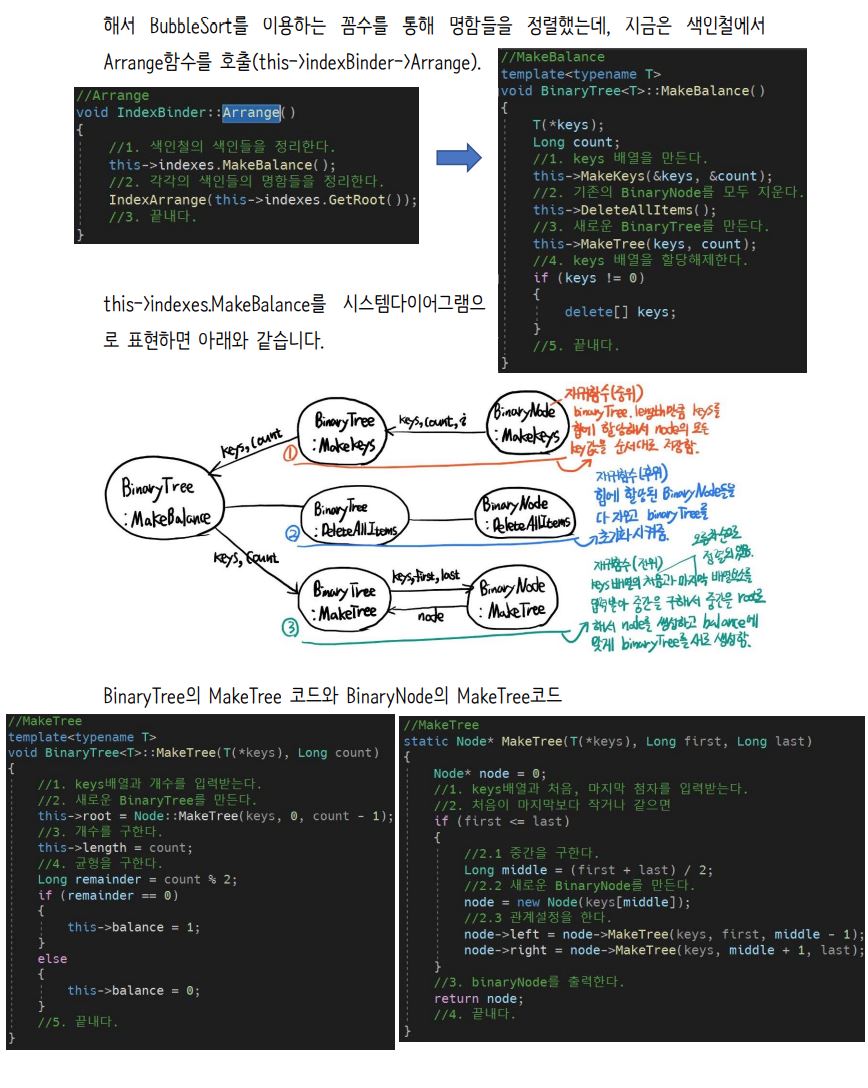 해서 BubbleSort를 이용하는 꼼수를 통해 명함들을 정렬했는데, 지금은 색인철에서
Arrange함수를 호출(this->indexBinder->Arrange).
//Arrange
void IndexBinder::Arrange()
{
//1. 색인철의 색인들을 정리한다.
this->indexes.MakeBalance();
//2. 각각의 색인들의 명함들을 정리한다.
IndexArrange(this->indexes.GetRoot());
//3. 끝내다.
}
//MakeBalance
template<typename T>
void BinaryTree<T>::MakeBalance()
{
T(*keys);
Long count;
//1. keys 배열을 만든다.
this->MakeKeys(&keys, &count);
//2. 기존의 BinaryNode를 모두 지운다.
this->DeleteAllItems();
//3. 새로운 BinaryTree를 만든다.
this->MakeTree(keys, count);
//4. keys 배열을 할당해제한다.
if (keys != 0)
{
delete[] keys;
}
//5. 끝내다.
}
this->indexes.MakeBalance를 시스템다이어그램으
로 표현하면 아래와 같습니다.
BinaryTree
:MakeBalance
keys, count
BinaryTree
:MakeKeys
keys, count, i
BinaryNode
:MakeKeys
①
재귀함수(중위)
binaryTree.length만큼 keys를
힙에 할당해서 node의 모든
key값을 순서대로 저장함.
BinaryTree
:DeleteAllItems
BinaryNode
:DeleteAllItems
②
재귀함수(후위)
힙에 할당된 BinaryNode들을
다 지우고 binaryTree를
초기화시켜줌.
keys, count
BinaryTree
:MakeTree
keys, first, last
node
BinaryNode
:MakeTree
③
재귀함수(전위)
keys배열의 처음과 마지막 배열요소를
입력받아 중간을 구해서 중간을 root로
해서 node를 생성하고 balance에
맞게 binaryTree를 새로 생성함.
BinaryTree의 MakeTree 코드와 BinaryNode의 MakeTree코드
//MakeTree
template<typename T>
void BinaryTree<T>::MakeTree(T(*keys), Long count)
{
//1. keys배열과 개수를 입력받는다.
//2. 새로운 BinaryTree를 만든다.
this->root = Node::MakeTree(keys, 0, count - 1);
//3. 개수를 구한다.
this->length = count;
//4. 균형을 구한다.
Long remainder = count % 2;
if (remainder == 0)
{
this->balance = 1;
}
else
{
this->balance = 0;
}
//5. 끝내다.
}
//MakeTree
static Node* MakeTree(T(*keys), Long first, Long last)
{
Node* node = 0;
//1. keys배열과 처음, 마지막 첨자를 입력받는다.
//2. 처음이 마지막보다 작거나 같으면
if (first <= last)
{
//2.1 중간을 구한다.
Long middle = (first + last) / 2;
//2.2 새로운 BinaryNode를 만든다.
node = new Node(keys[middle]);
//2.3 관계설정을 한다.
node->left = node->MakeTree(keys, first, middle - 1);
node->right = node->MakeTree(keys, middle + 1, last);
}
//3. binaryNode를 출력한다.
return node;
//4. 끝내다.
}